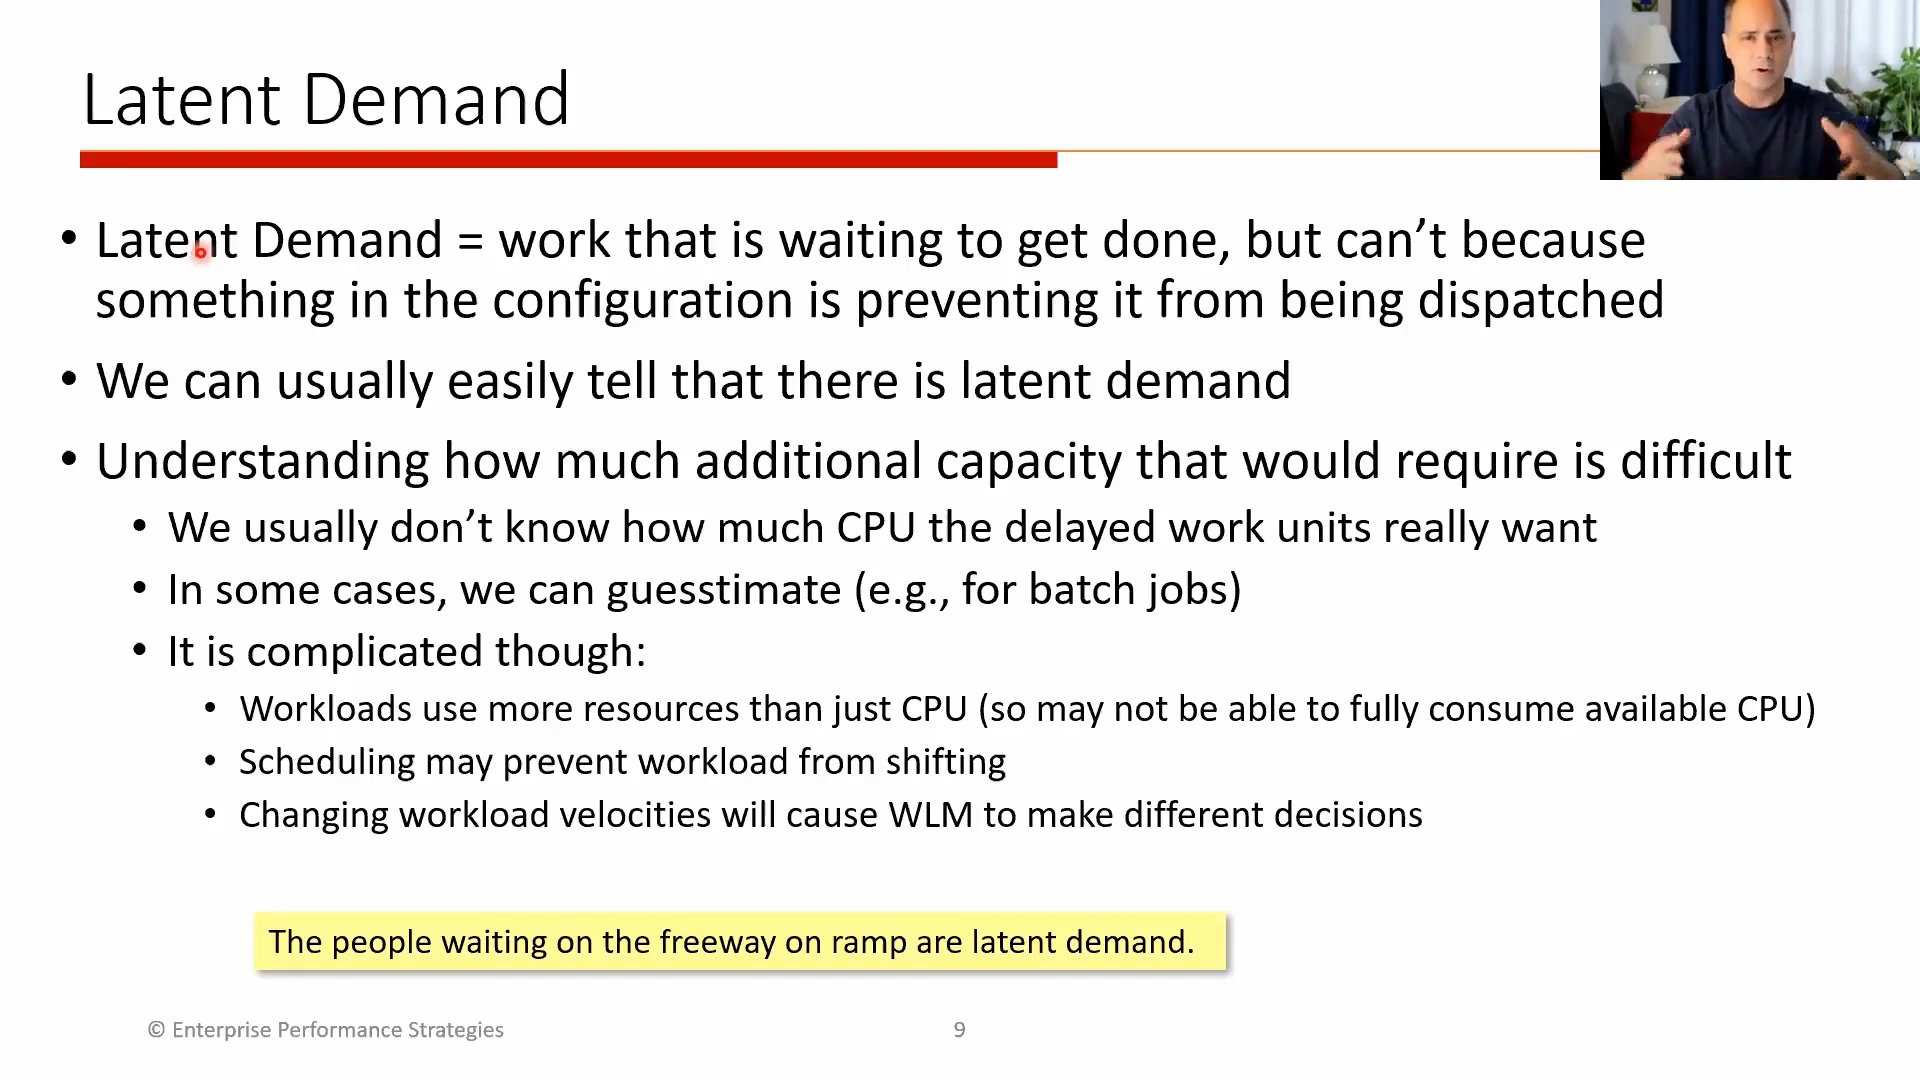 Latent Demand
• Latent Demand = work that is waiting to get done, but can’t because
something in the configuration is preventing it from being dispatched
• We can usually easily tell that there is latent demand
• Understanding how much additional capacity that would require is difficult
• We usually don’t know how much CPU the delayed work units really want
• In some cases, we can guesstimate (e.g., for batch jobs)
• It is complicated though:
• Workloads use more resources than just CPU (so may not be able to fully consume available CPU)
• Scheduling may prevent workload from shifting
• Changing workload velocities will cause WLM to make different decisions
The people waiting on the freeway on ramp are latent demand.
© Enterprise Performance Strategies
9